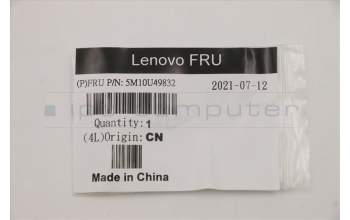 Lenovo FRU
(P)FRU P/N: 5M10U49832
2021-07-12
Quantity:1
(4L)Origin:CN
Made in China